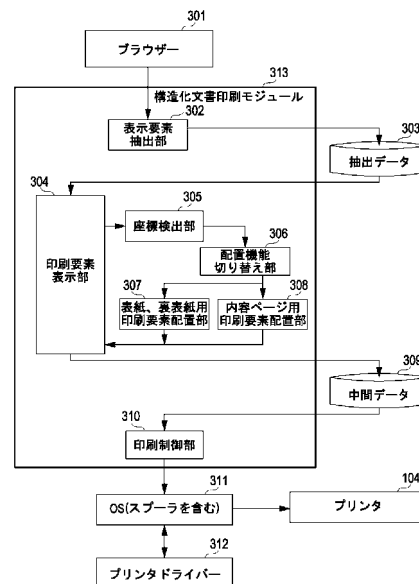 301
ブラウザー
313
構造化文書印刷モジュール
302
表示要素
抽出部
303
抽出データ
304
印刷要素
表示部
305
座標検出部
306
配置機能
切り替え部
307
表紙、裏表紙用
印刷要素配置部
308
内容ページ用
印刷要素配置部
309
中間データ
310
印刷制御部
311
OS(スプーラを含む)
104
プリンタ
312
プリンタドライバー